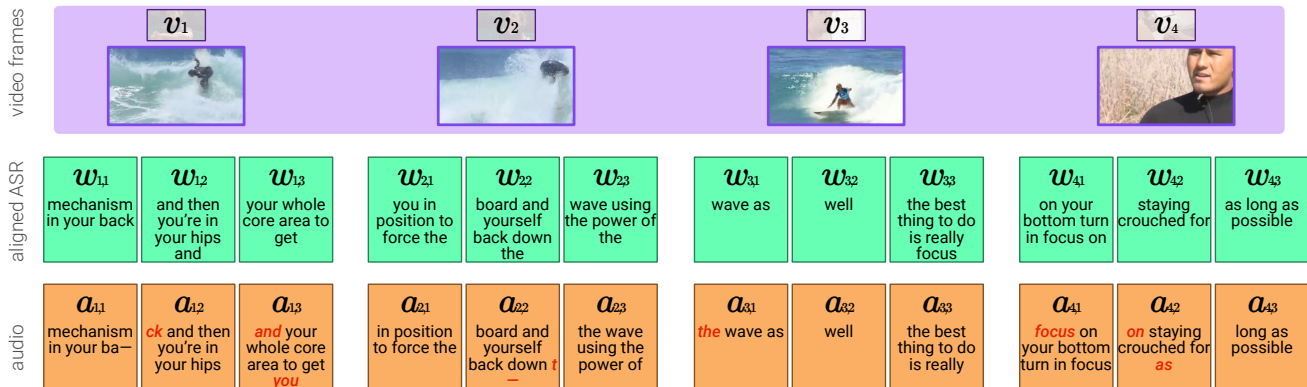 video frames
v1
v2
v3
v4
aligned ASR
w1,1
mechanism
in your back
w1,2
and then
you're in
your hips
and
w1,3
your whole
core area to
get
w2,1
you in
position to
force the
w2,2
board and
yourself
back down
the
w2,3
wave using
the power of
the
w3,1
wave as
w3,2
well
w3,3
the best
thing to do
is really
focus
w4,1
on your
bottom turn
in focus on
w4,2
staying
crouched for
w4,3
as long as
possible
audio
a1,1
mechanism
in your ba—
a1,2
ck and then
you're in
your hips
a1,3
and your
whole core
area to get
you
a2,1
in position
to force the
a2,2
board and
yourself
back down t
—
a2,3
the wave
using the
power of
a3,1
the wave as
a3,2
well
a3,3
the best
thing to do
is really
a4,1
focus on
your bottom
turn in focus
a4,2
on staying
crouched for
as
a4,3
long as
possible